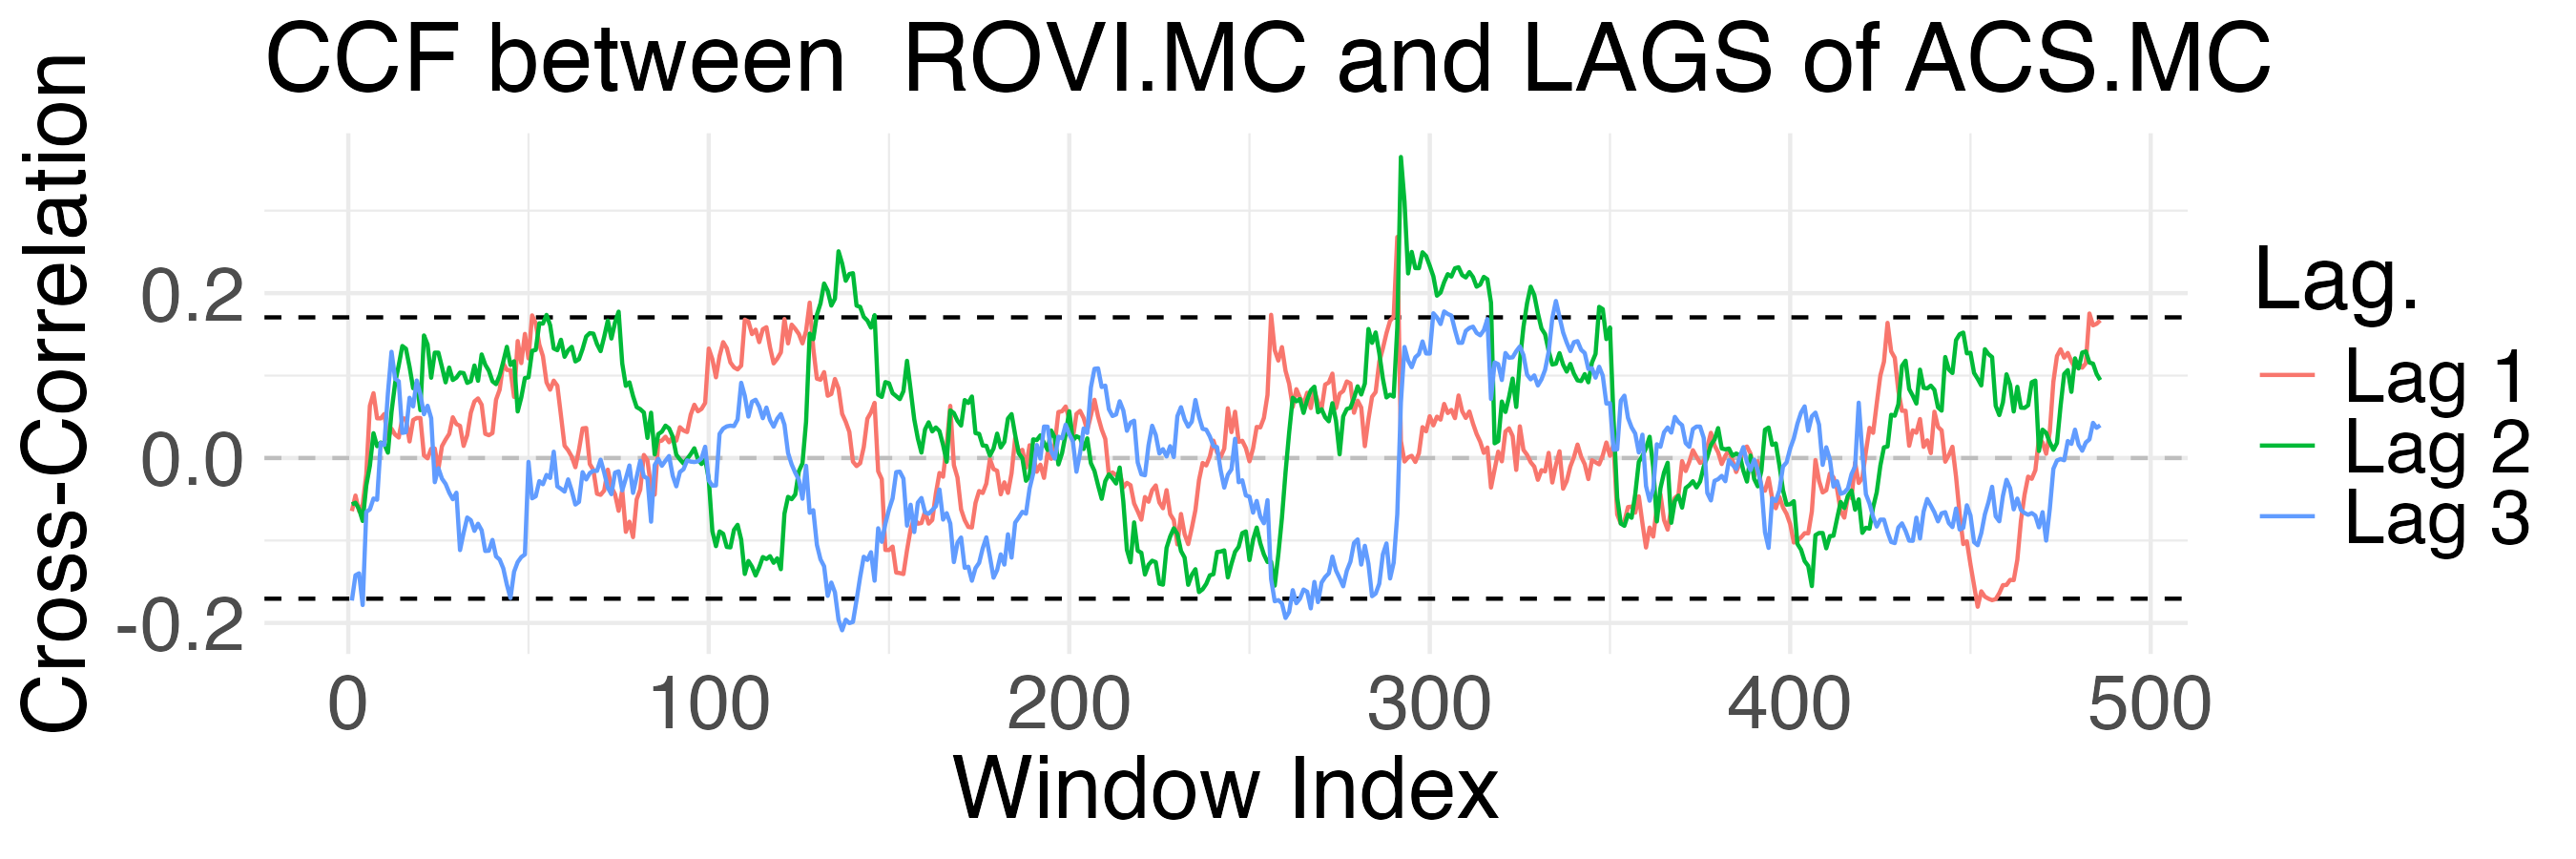 CCF between  ROVI.MC and LAGS of ACS.MC
Cross-Correlation
0.2
0.0
-0.2
0 100 200 300 400 500
Window Index
Lag.
Lag 1
Lag 2
Lag 3